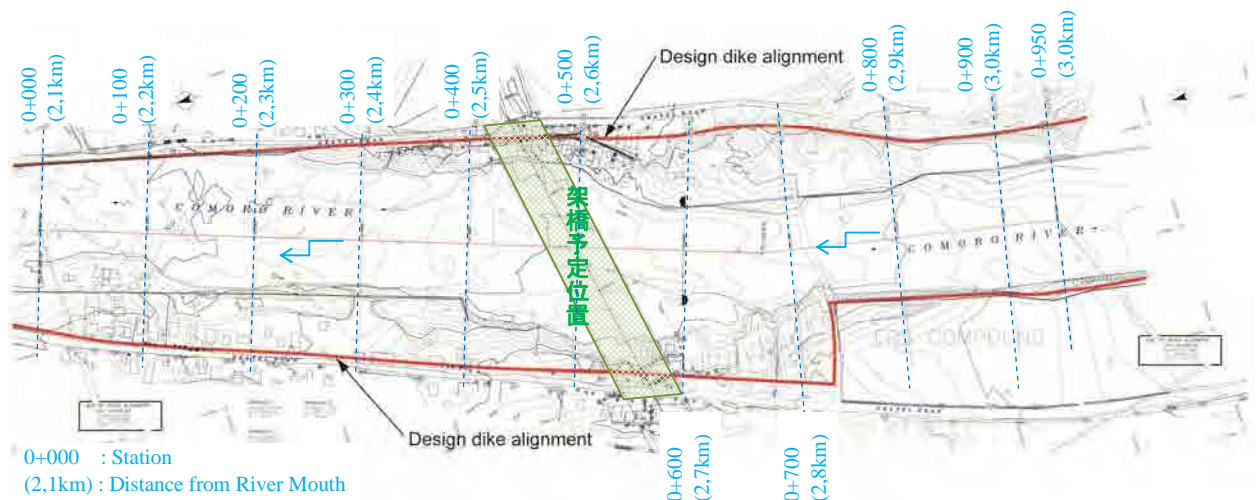 0+000
(2,1km)
0+100
(2,2km)
0+200
(2,3km)
0+300
(2,4km)
0+400
(2,5km)
0+500
(2,6km)
Design dike alignment
0+800
(2,9km)
0+900
(3,0km)
0+950
(3,0km)
COMORO RIVER
架橋予定位置
COMORO RIVER
COMPOUND
GRAVEL ROAD
Design dike alignment
0+600
(2,7km)
0+700
(2,8km)
0+000 : Station
(2,1km) : Distance from River Mouth